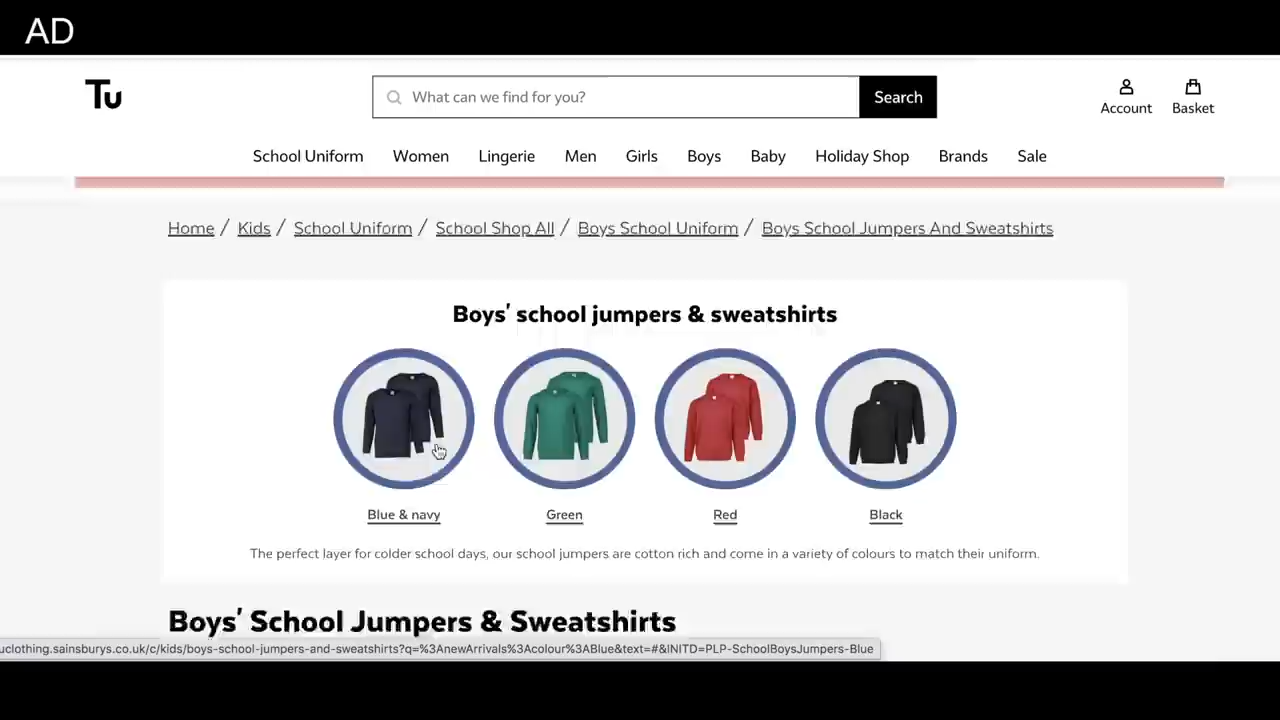 AD
Tu
What can we find for you?
Search
Account
Basket
School Uniform Women Lingerie Men Girls Boys Baby Holiday Shop Brands Sale
Home / Kids / School Uniform / School Shop All / Boys School Uniform / Boys School Jumpers And Sweatshirts
Boys' school jumpers & sweatshirts
Blue & navy
Green
Red
Black
The perfect layer for colder school days, our school jumpers are cotton rich and come in a variety of colours to match their uniform.
Boys' School Jumpers & Sweatshirts
uclothing.sainsburys.co.uk/c/kids/boys-school-jumpers-and-sweatshirts?q=%3AnewArrivals%3Acolour%3ABlue&text=#&INITD=PLP-SchoolBoysJumpers-Blue